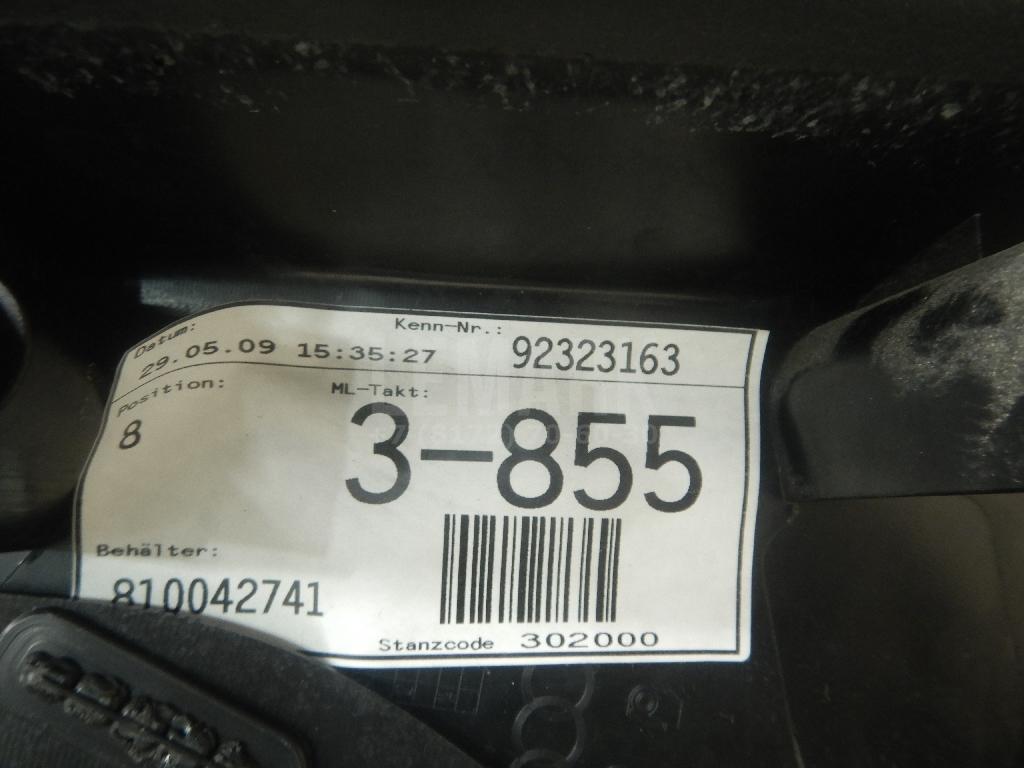 Datum: Kenn-Nr.:
29.05.09 15:35:27 92323163
Position: ML-Takt:
8 3-855
Behälter:
810042741
Stanzcode 302000